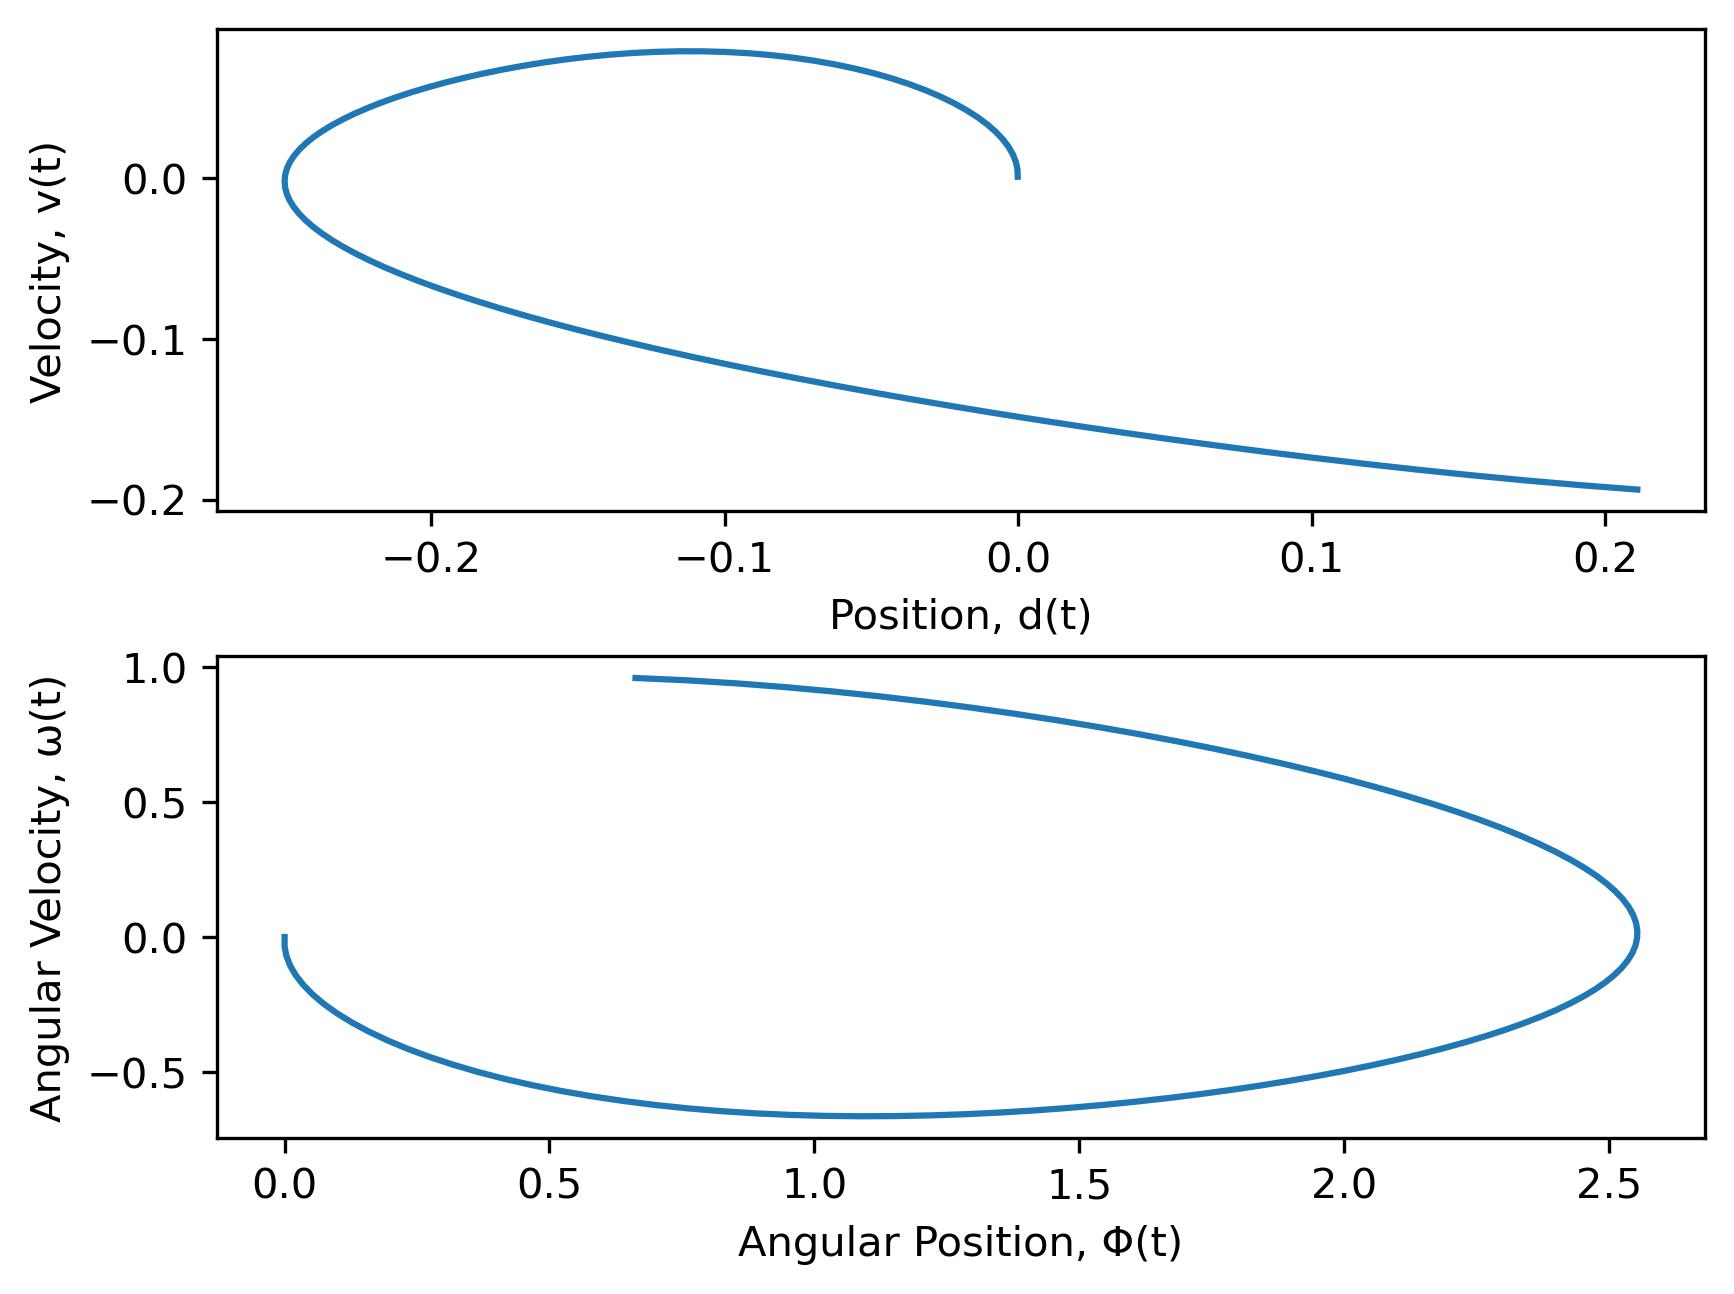 Velocity, v(t)
0.0
−0.1
−0.2
−0.2 −0.1 0.0 0.1 0.2
Position, d(t)
Angular Velocity, ω(t)
1.0
0.5
0.0
−0.5
0.0 0.5 1.0 1.5 2.0 2.5
Angular Position, Φ(t)